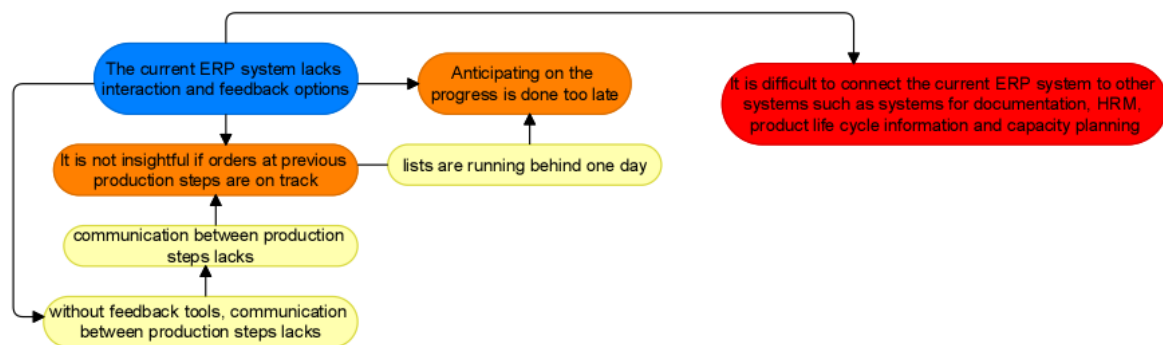 The current ERP system lacks
interaction and feedback options
Anticipating on the
progress is done too late
It is difficult to connect the current ERP system to other
systems such as systems for documentation, HRM,
product life cycle information and capacity planning
It is not insightful if orders at previous
production steps are on track
lists are running behind one day
communication between production
steps lacks
without feedback tools, communication
between production steps lacks